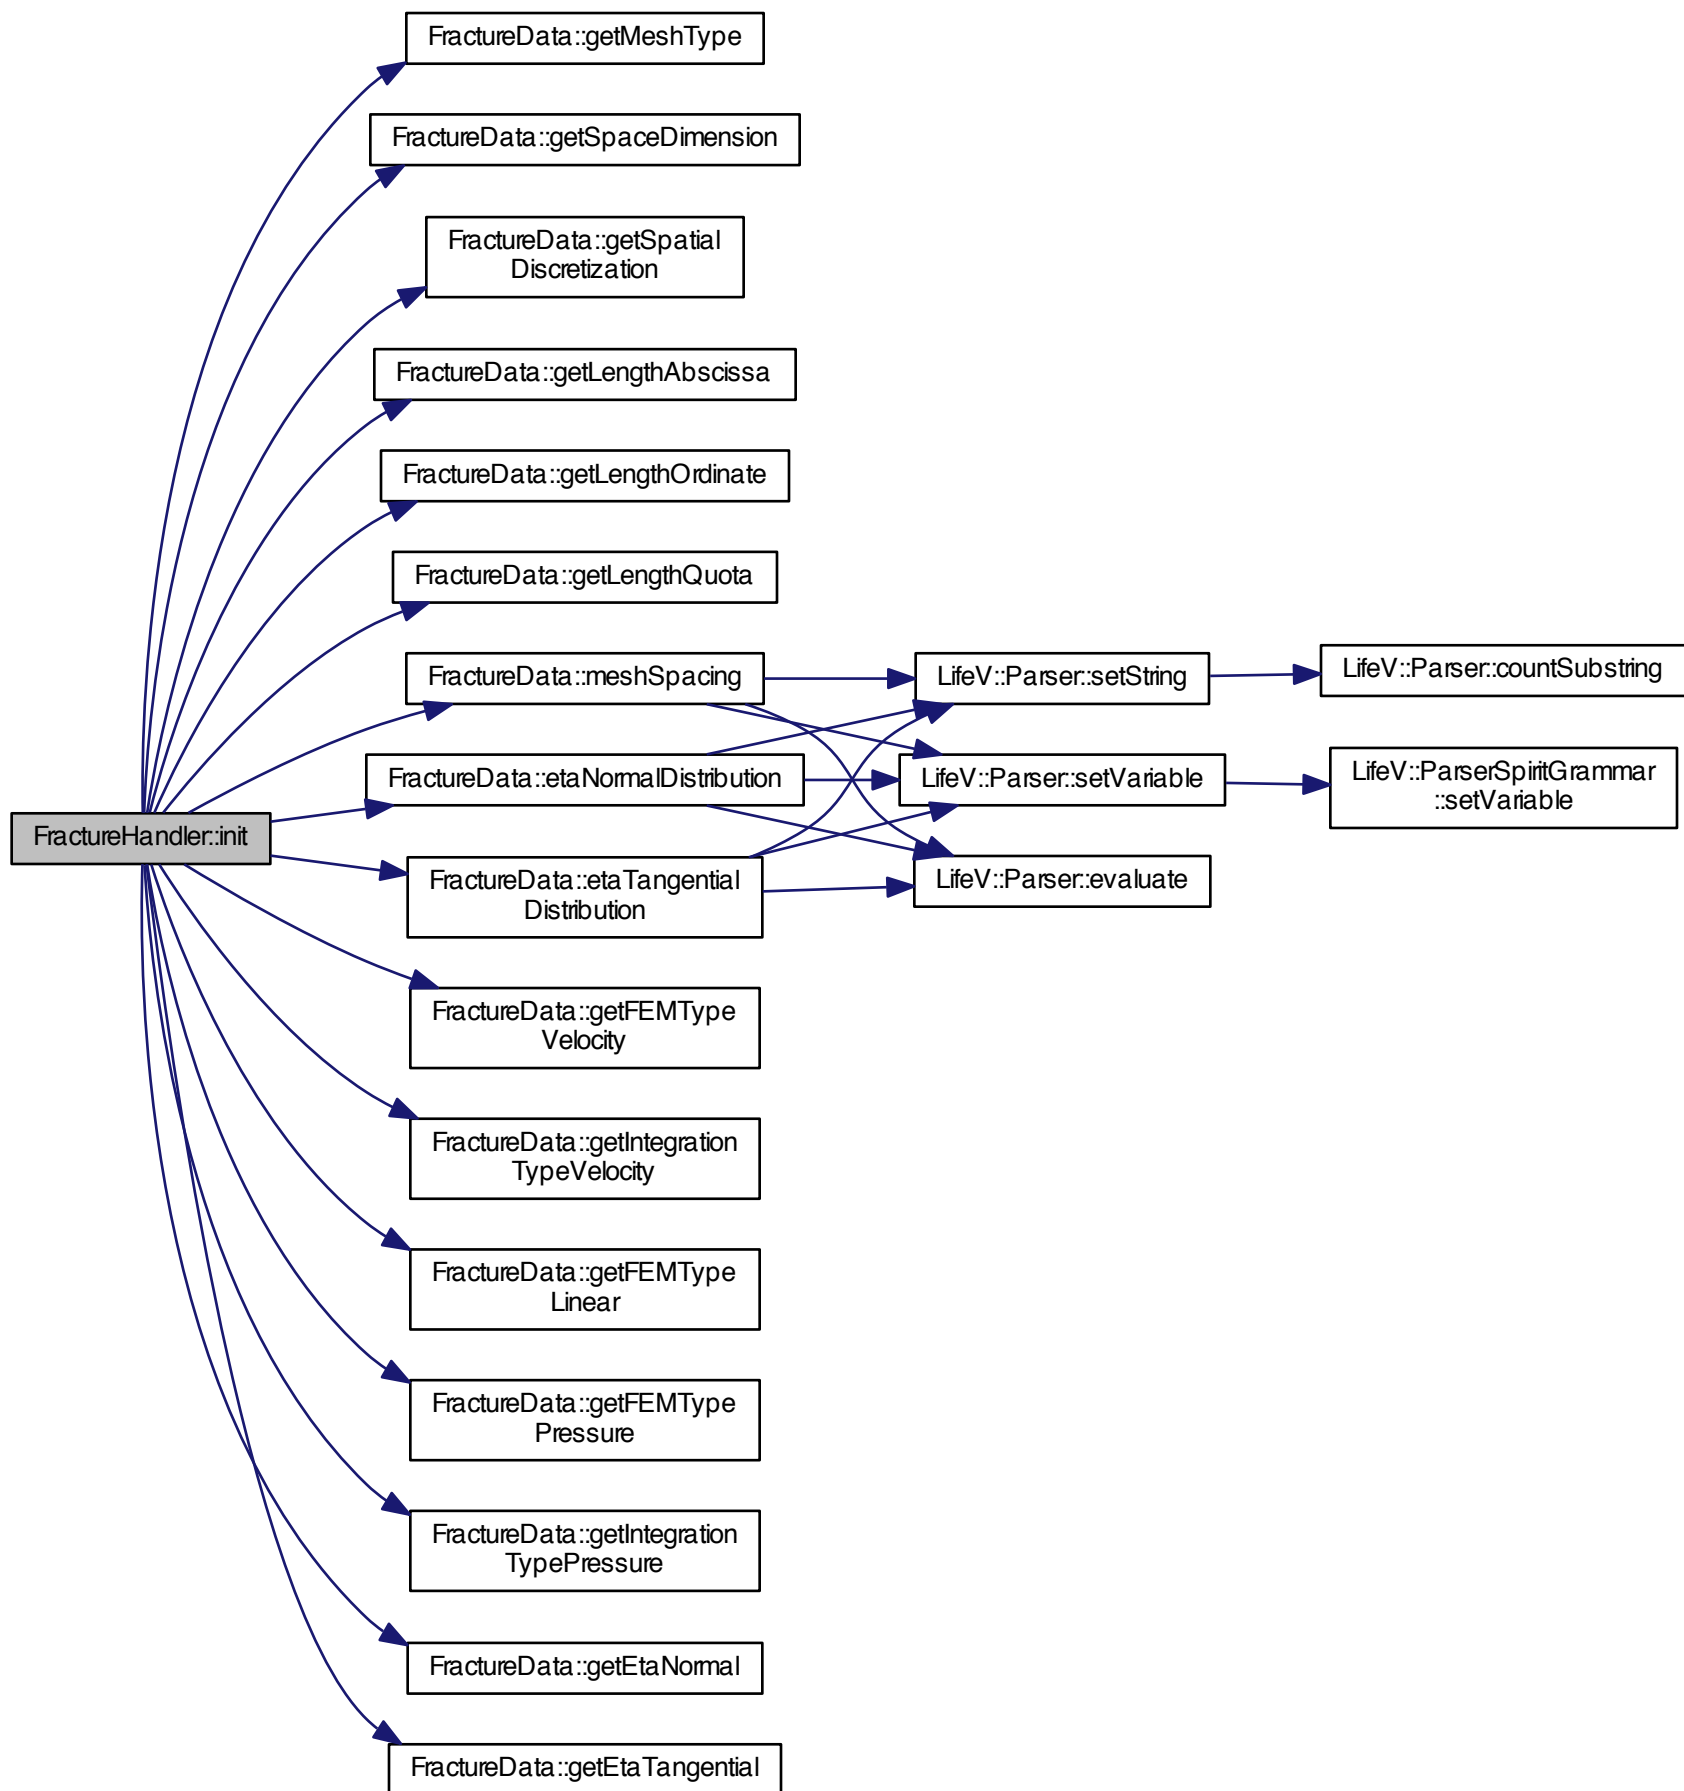 FractureData::getMeshType
FractureData::getSpaceDimension
FractureData::getSpatial
Discretization
FractureData::getLengthAbscissa
FractureData::getLengthOrdinate
FractureData::getLengthQuota
FractureData::meshSpacing
LifeV::Parser::setString
LifeV::Parser::countSubstring
FractureData::etaNormalDistribution
LifeV::Parser::setVariable
LifeV::ParserSpiritGrammar
::setVariable
FractureHandler::init
FractureData::etaTangential
Distribution
LifeV::Parser::evaluate
FractureData::getFEMType
Velocity
FractureData::getIntegration
TypeVelocity
FractureData::getFEMType
Linear
FractureData::getFEMType
Pressure
FractureData::getIntegration
TypePressure
FractureData::getEtaNormal
FractureData::getEtaTangential